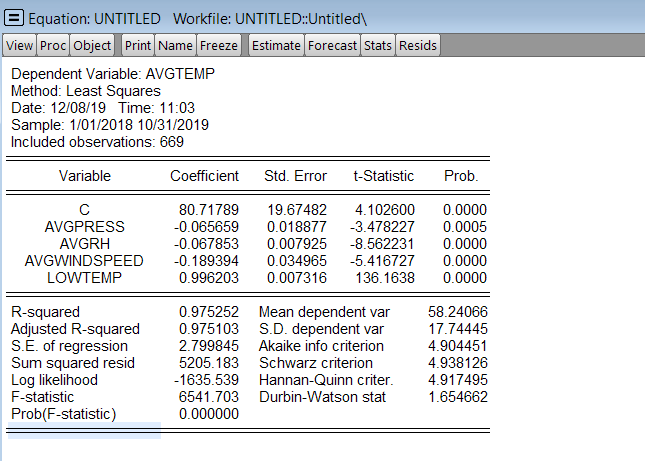 Equation: UNTITLED Workfile: UNTITLED::Untitled\
View Proc Object Print Name Freeze Estimate Forecast Stats Resids
Dependent Variable: AVGTEMP
Method: Least Squares
Date: 12/08/19 Time: 11:03
Sample: 1/01/2018 10/31/2019
Included observations: 669
Variable Coefficient Std. Error t-Statistic Prob.
C 80.71789 19.67482 4.102600 0.0000
AVGPRESS -0.065659 0.018877 -3.478227 0.0005
AVGRH -0.067853 0.007925 -8.562231 0.0000
AVGWINDSPEED -0.189394 0.034965 -5.416727 0.0000
LOWTEMP 0.996203 0.007316 136.1638 0.0000
R-squared 0.975252 Mean dependent var 58.24066
Adjusted R-squared 0.975103 S.D. dependent var 17.74445
S.E. of regression 2.799845 Akaike info criterion 4.904451
Sum squared resid 5205.183 Schwarz criterion 4.938126
Log likelihood -1635.539 Hannan-Quinn criter. 4.917495
F-statistic 6541.703 Durbin-Watson stat 1.654662
Prob(F-statistic) 0.000000